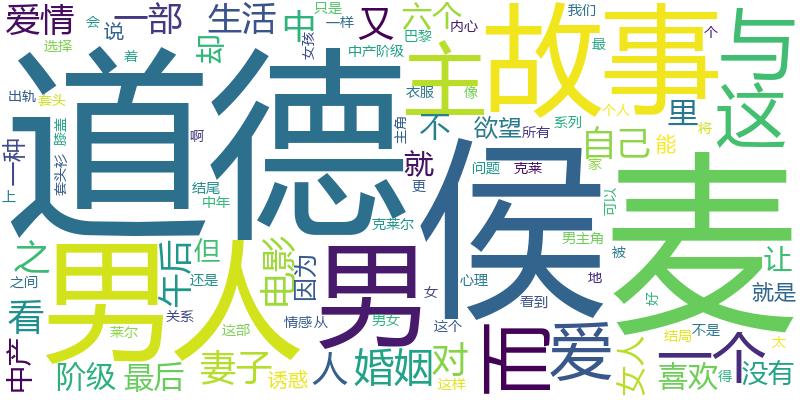 爱情
会
说
选择
着
一部
生活
却
中
只是
一样
女孩
中产阶级
巴黎
又
六个
内心
我们
最
个
主
故事
与
这
衣服
像
个人
将
里
道德
侯
麦
出轨
套头
膝盖
一种
套头衫
上
啊
主角
不
欲望
所有
系列
自己
能
家
就
问题
克莱
更
可以
结尾
中年
克莱尔
男主角
被
之
之间
男人
午后
但
还是
电影
因为
男
女
心理
看到
地
好
让
就是
看
莱尔
关系
这部
情感
从
男女
这个
而
爱
女人
结局
不是
一个
太
中产
阶级
最后
妻子
诱惑
人
婚姻
对
这样
喜欢
得
没有